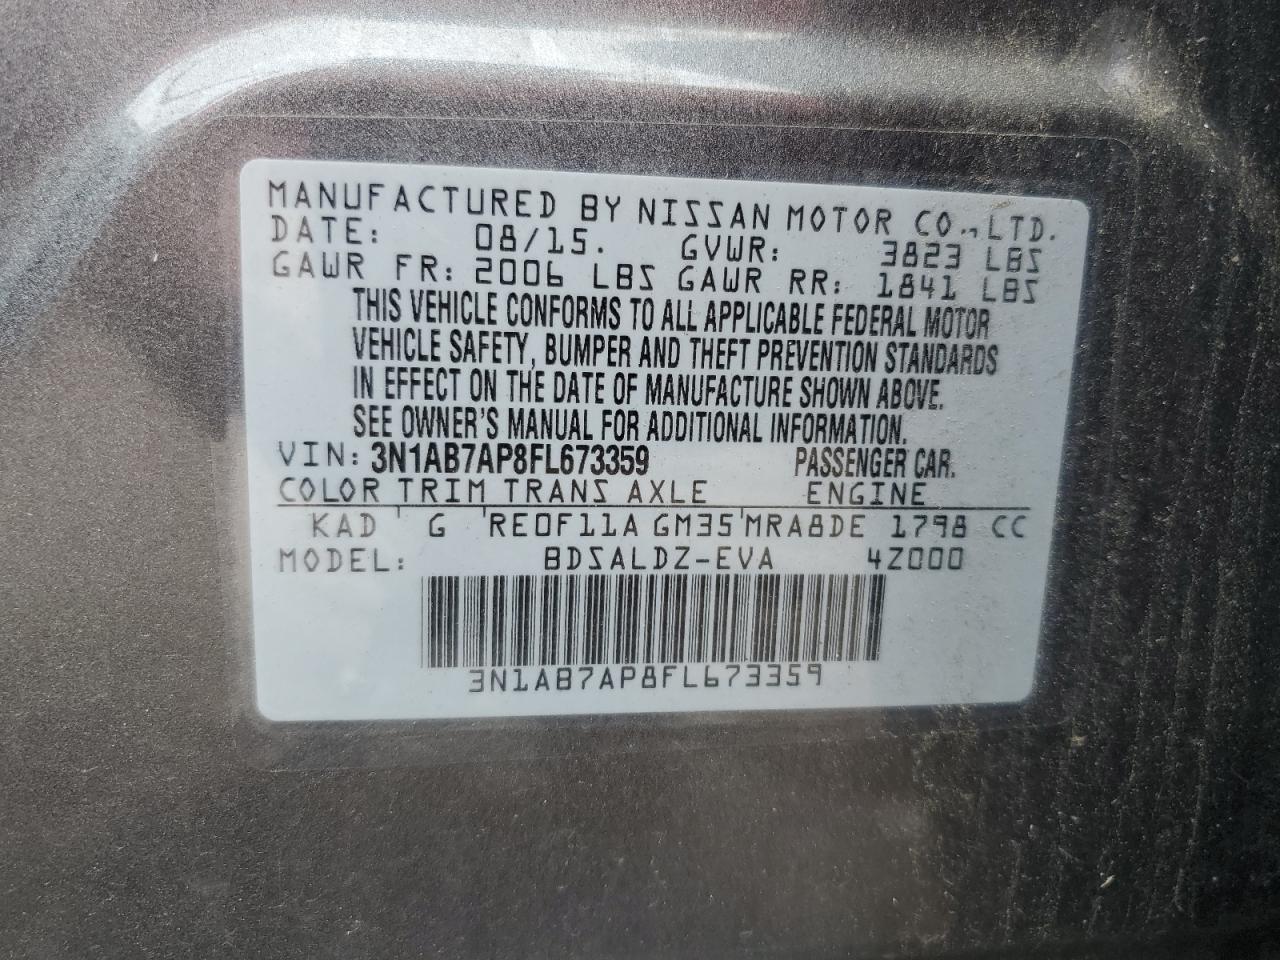 MANUFACTURED BY NISSAN MOTOR CO., LTD.
DATE: 08/15. GVWR: 3823 LBS
GAWR FR: 2006 LBS GAWR RR: 1841 LBS
THIS VEHICLE CONFORMS TO ALL APPLICABLE FEDERAL MOTOR
VEHICLE SAFETY, BUMPER AND THEFT PREVENTION STANDARDS
IN EFFECT ON THE DATE OF MANUFACTURE SHOWN ABOVE.
SEE OWNER'S MANUAL FOR ADDITIONAL INFORMATION.
VIN: 3N1AB7AP8FL673359 PASSENGER CAR.
COLOR TRIM TRANS AXLE ENGINE
KAD G RE0F11A GM35 MRA8DE 1798 CC
MODEL: BDSALDZ-EVA 4Z000
3N1AB7AP8FL673359